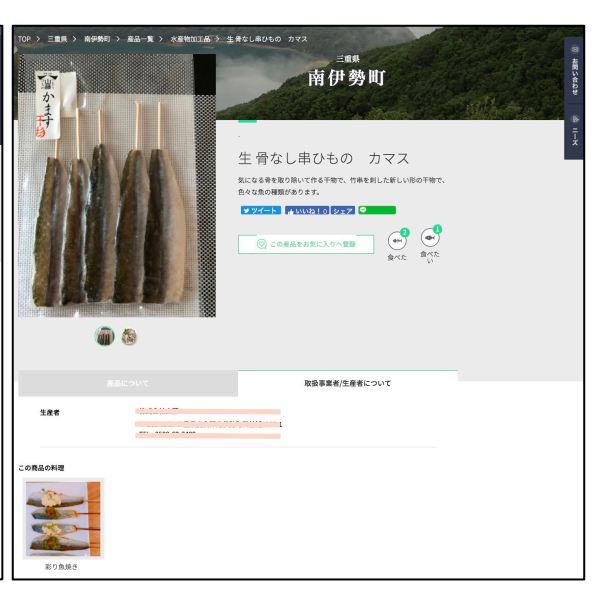 TOP > 三重県 > 南伊勢町 > 産品一覧 > 水産物加工品 > 生 骨なし串ひもの カマス
三重県
南伊勢町
お問い合わせ
ニーズ
かます
干物
生 骨なし串ひもの カマス
気になる骨を取り除いて作る干物で、竹串を刺した新しい形の干物で、
色々な魚の種類があります。
ツイート いいね！0 シェア
この産品をお気に入りへ登録
2
食べた
1
食べた
い
産品について
取扱事業者/生産者について
生産者
この商品の料理
彩り魚焼き